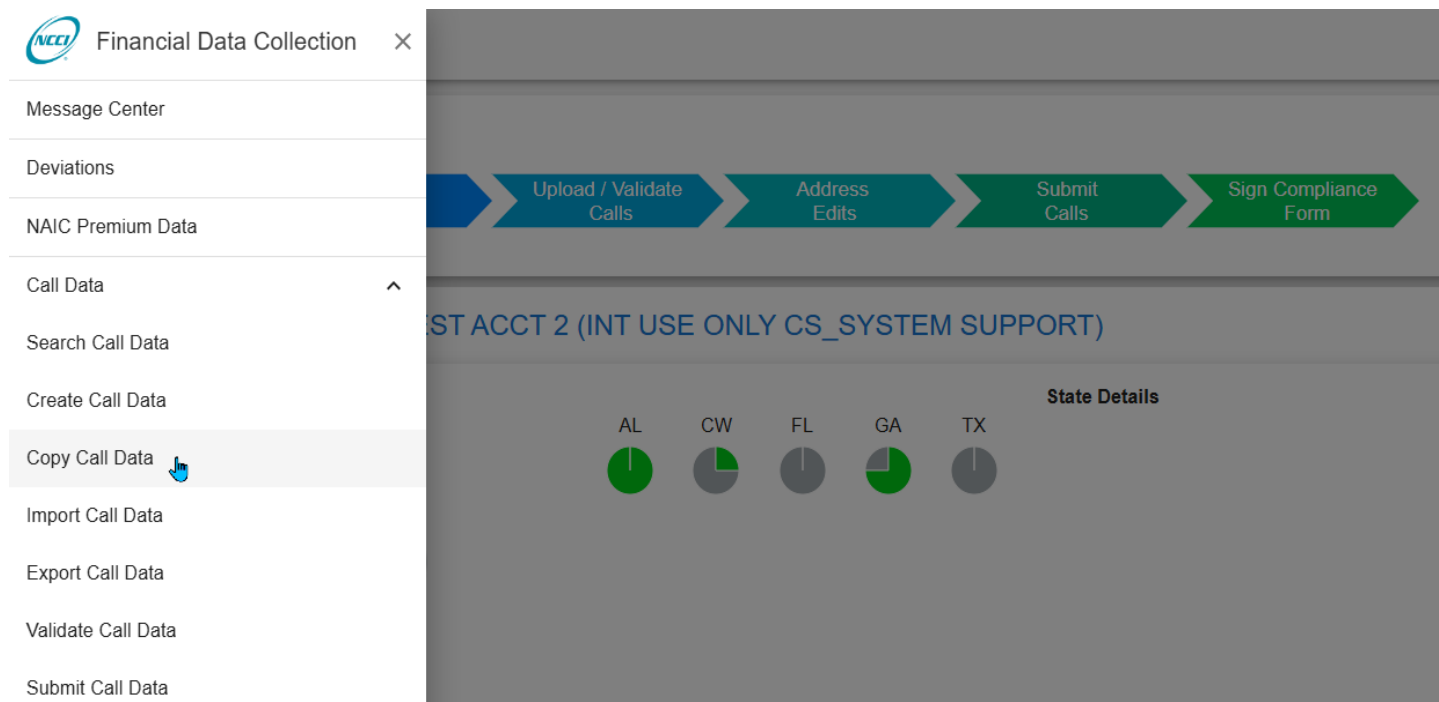 NCCI
Financial Data Collection
Message Center
Deviations
NAIC Premium Data
Call Data
Search Call Data
Create Call Data
Copy Call Data
Import Call Data
Export Call Data
Validate Call Data
Submit Call Data
Upload / Validate
Calls
Address
Edits
Submit
Calls
Sign Compliance
Form
ST ACCT 2 (INT USE ONLY CS_SYSTEM SUPPORT)
State Details
AL CW FL GA TX